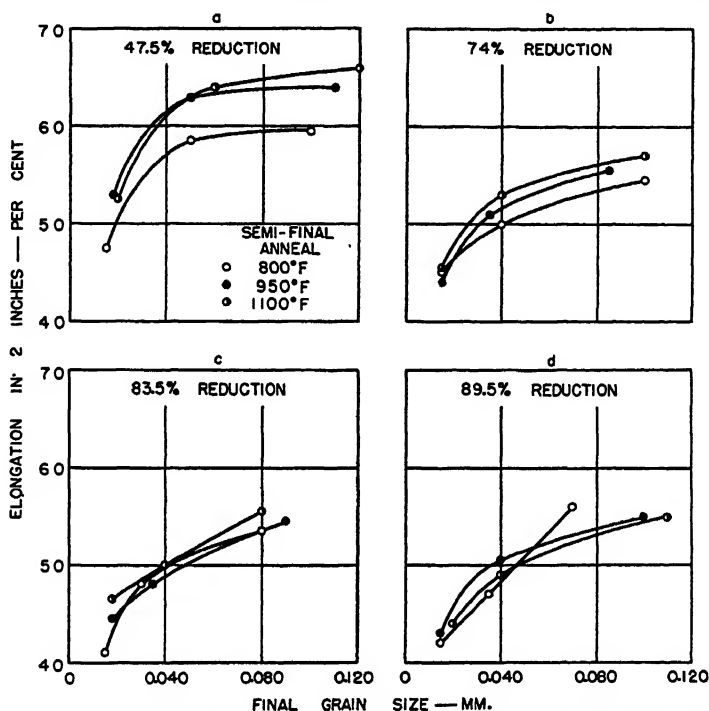 a
b
70
47.5% REDUCTION
74% REDUCTION
60
50
SEMI-FINAL
ANNEAL
800°F
950°F
1100°F
40
ELONGATION IN 2 INCHES — PER CENT
c
d
70
83.5% REDUCTION
89.5% REDUCTION
60
50
40
0 0.040 0.080 0.120
0 0.040 0.080 0.120
FINAL GRAIN SIZE — MM.